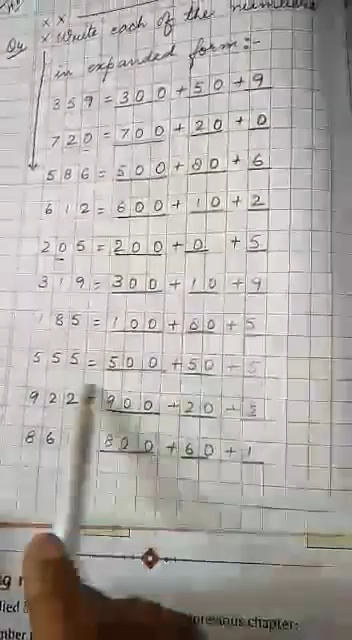 x x
Q4 x Write each of the numbers
in expanded form:-
359 = 300 + 50 + 9
720 = 700 + 20 + 0
586 = 500 + 80 + 6
612 = 600 + 10 + 2
205 = 200 + 0 + 5
319 = 300 + 10 + 9
185 = 100 + 80 + 5
555 = 500 + 50 + 5
922 = 900 + 20 + 2
86 800 + 60 + 1
chapter: